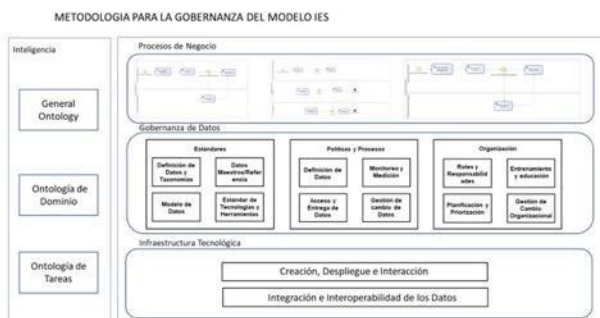 METODOLOGIA PARA LA GOBERNANZA DEL MODELO IES
Inteligencia
General
Ontology
Ontología de
Dominio
Ontología de
Tareas
Procesos de Negocio
Gobernanza de Datos
Estándares
Definición de
Datos y
Taxonomías
Datos
Maestros/Refer
encia
Modelo de
Datos
Estándar de
Tecnologías y
Herramientas
Políticas y Procesos
Definición de
Datos
Monitoreo y
Medición
Acceso y
Entrega de
Datos
Gestión de
cambio de
Datos
Organización
Roles y
Responsabilid
ades
Entrenamiento
y educación
Planificación y
Priorización
Gestión de
Cambio
Organizacional
Infraestructura Tecnológica
Creación, Despliegue e Interacción
Integración e Interoperabilidad de los Datos